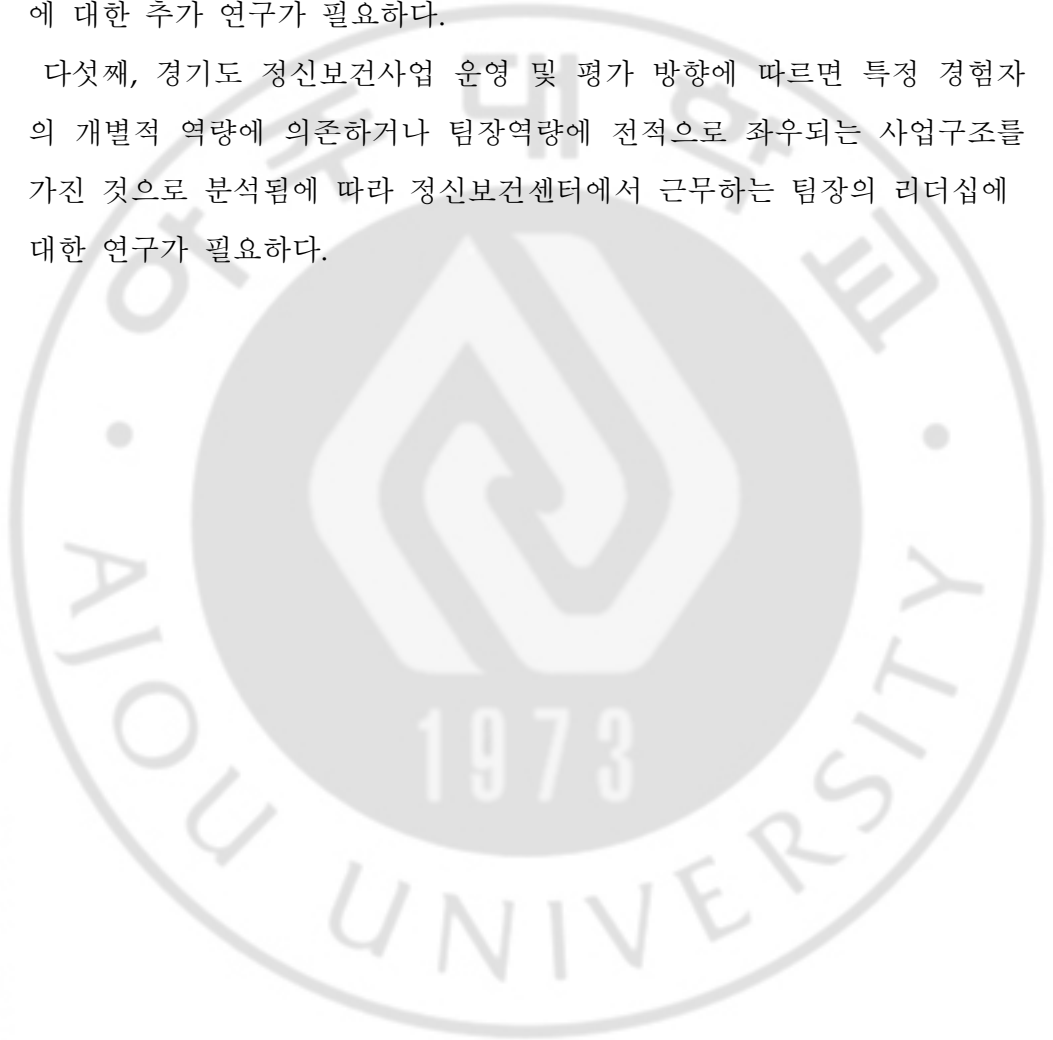 에 대한 추가 연구가 필요하다.
다섯째, 경기도 정신보건사업 운영 및 평가 방향에 따르면 특정 경험자
의 개별적 역량에 의존하거나 팀장역량에 전적으로 좌우되는 사업구조를
가진 것으로 분석됨에 따라 정신보건센터에서 근무하는 팀장의 리더십에
대한 연구가 필요하다.
아주대학교
1973
AJOU UNIVERSITY